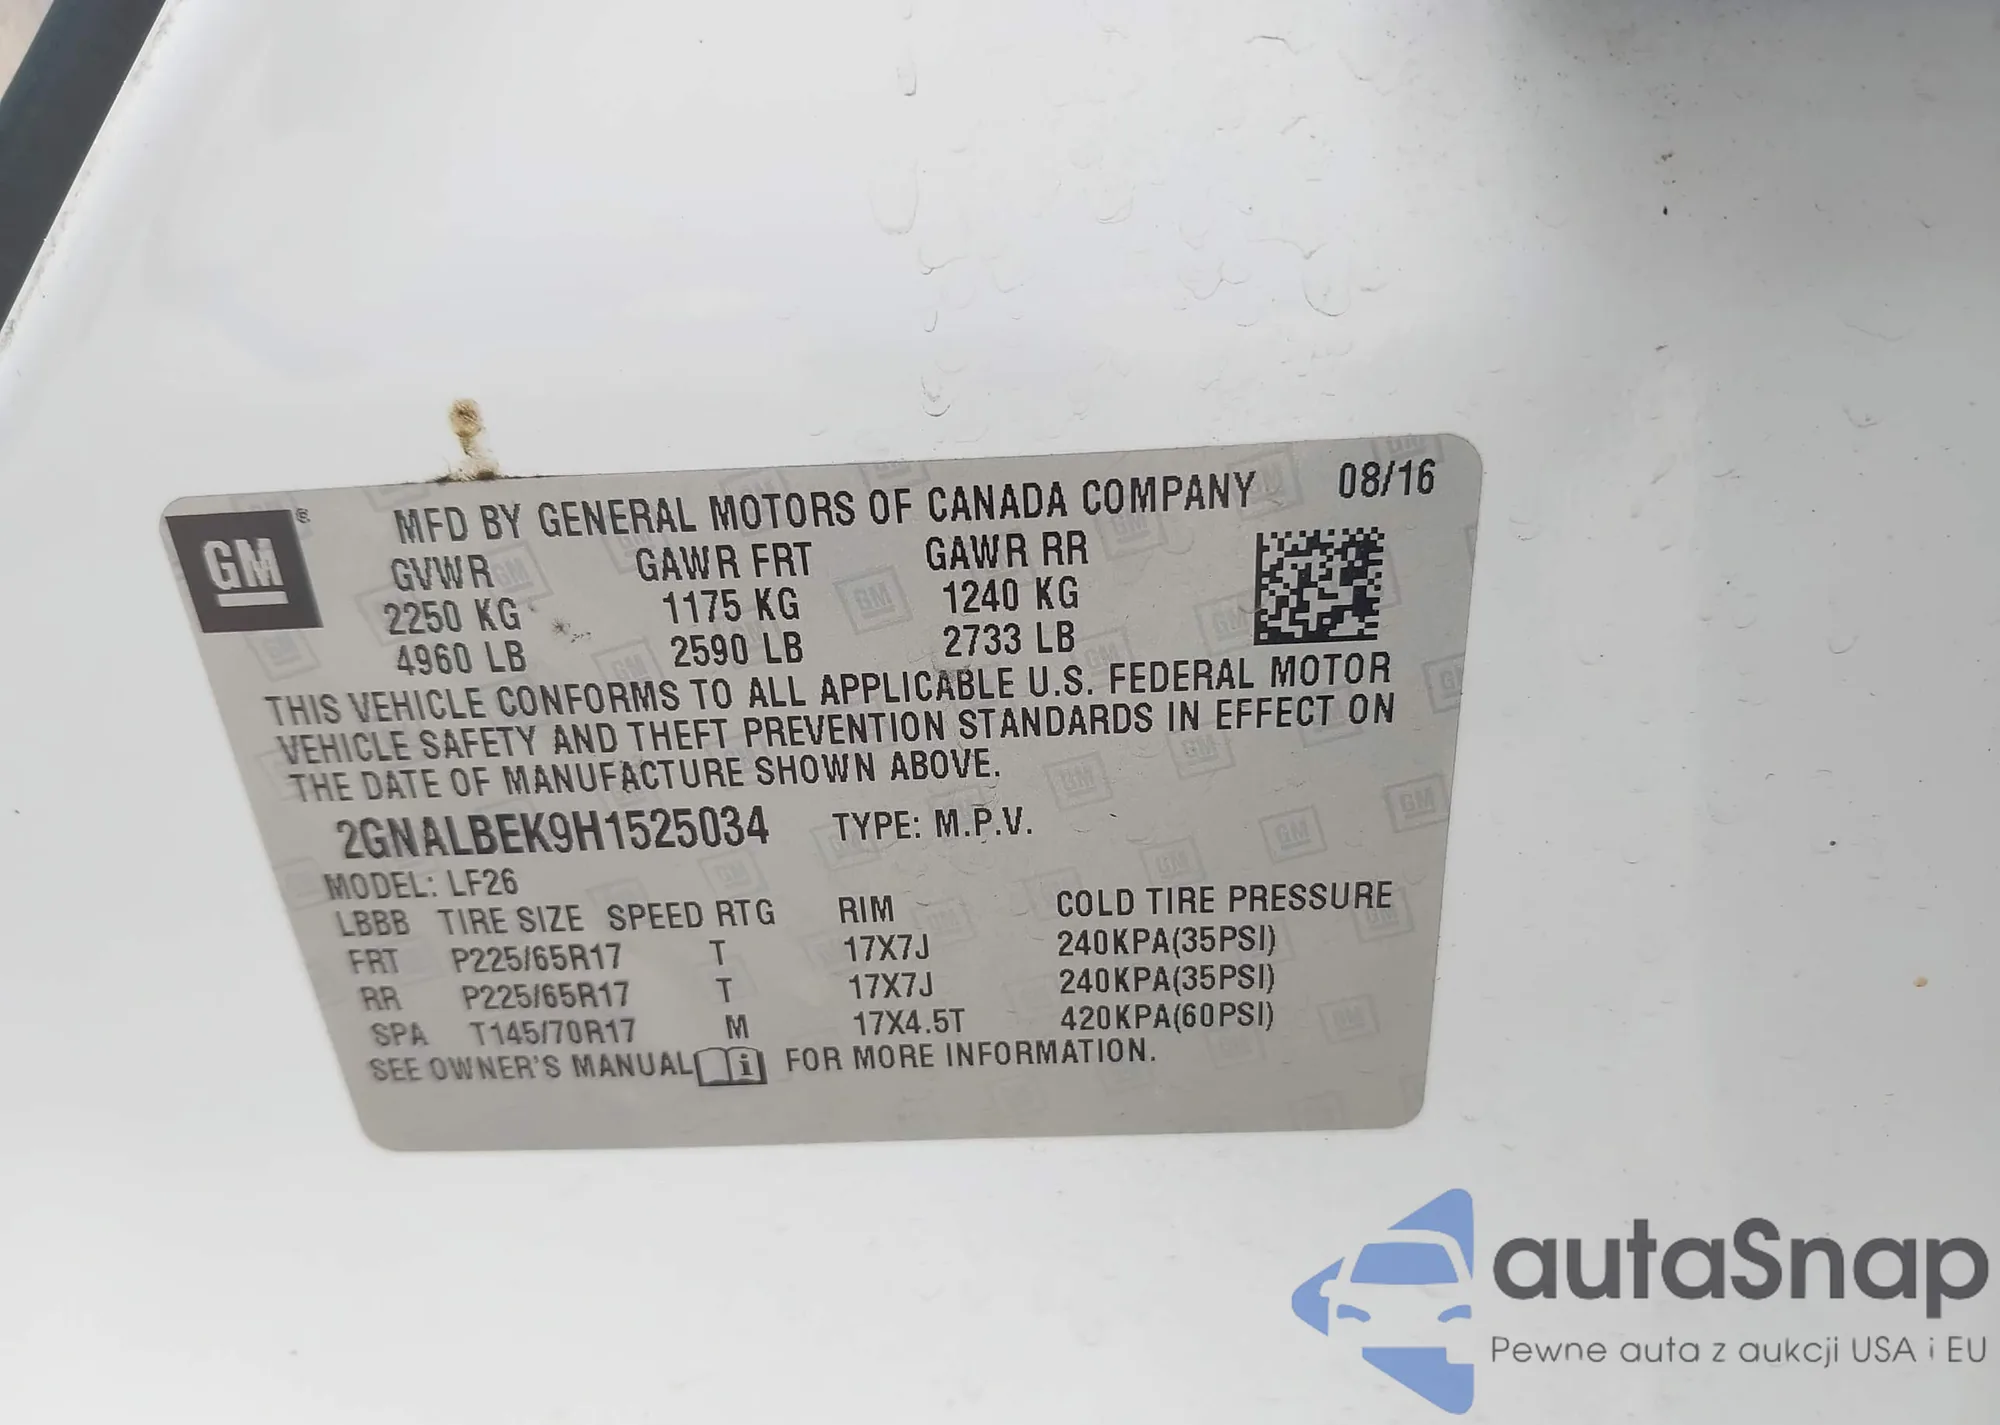 GM®
MFD BY GENERAL MOTORS OF CANADA COMPANY 08/16
GVWR GAWR FRT GAWR RR
2250 KG 1175 KG 1240 KG
4960 LB 2590 LB 2733 LB
THIS VEHICLE CONFORMS TO ALL APPLICABLE U.S. FEDERAL MOTOR
VEHICLE SAFETY AND THEFT PREVENTION STANDARDS IN EFFECT ON
THE DATE OF MANUFACTURE SHOWN ABOVE.
2GNALBEK9H1525034 TYPE: M.P.V.
MODEL: LF26
LBBB TIRE SIZE SPEED RTG RIM COLD TIRE PRESSURE
FRT P225/65R17 T 17X7J 240KPA(35PSI)
RR P225/65R17 T 17X7J 240KPA(35PSI)
SPA T145/70R17 M 17X4.5T 420KPA(60PSI)
SEE OWNER'S MANUAL i FOR MORE INFORMATION.
autaSnap
Pewne auta z aukcji USA i EU